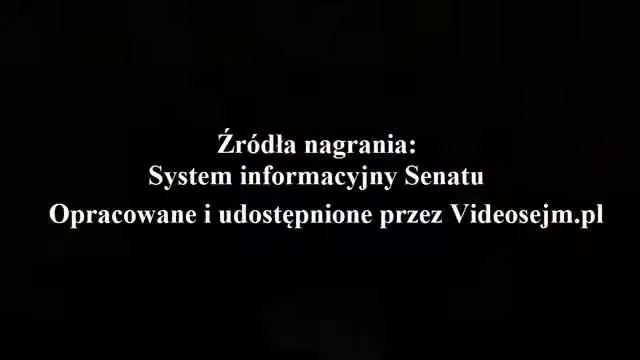 Źródła nagrania:
System informacyjny Senatu
Opracowane i udostępnione przez Videosejm.pl